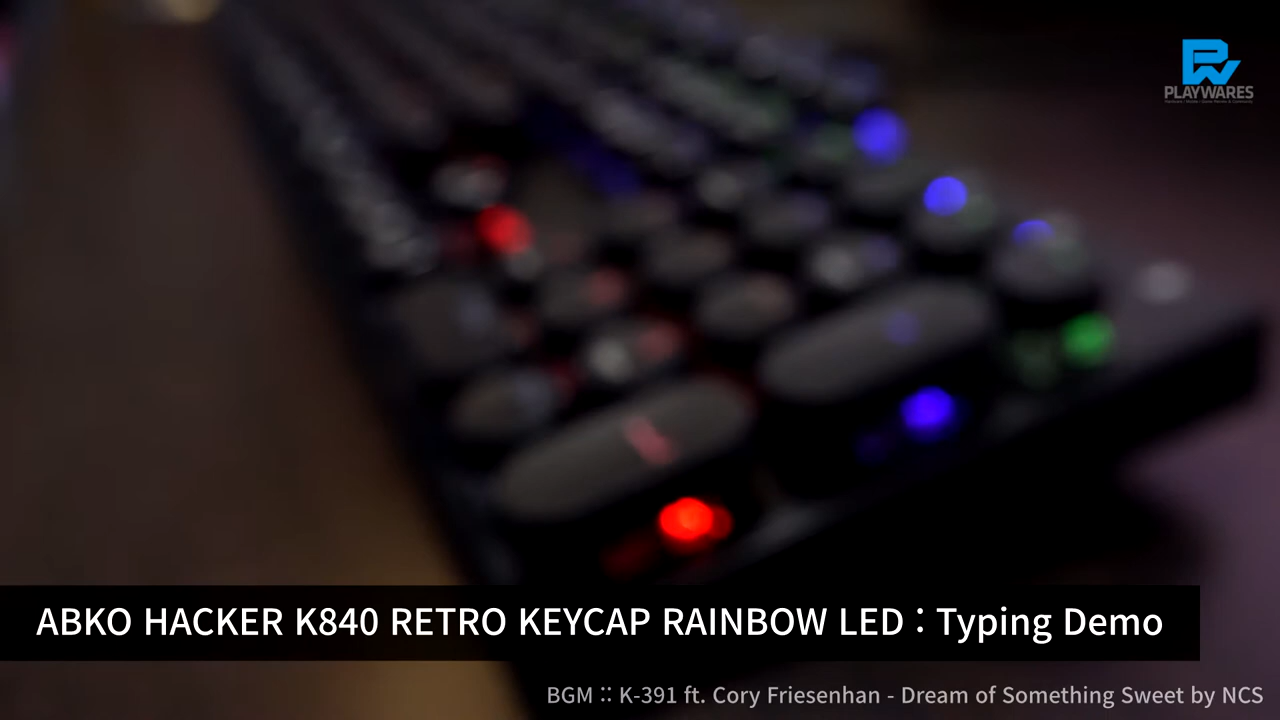 PLAYWARES
ABKO HACKER K840 RETRO KEYCAP RAINBOW LED : Typing Demo
BGM :: K-391 ft. Cory Friesenhan - Dream of Something Sweet by NCS